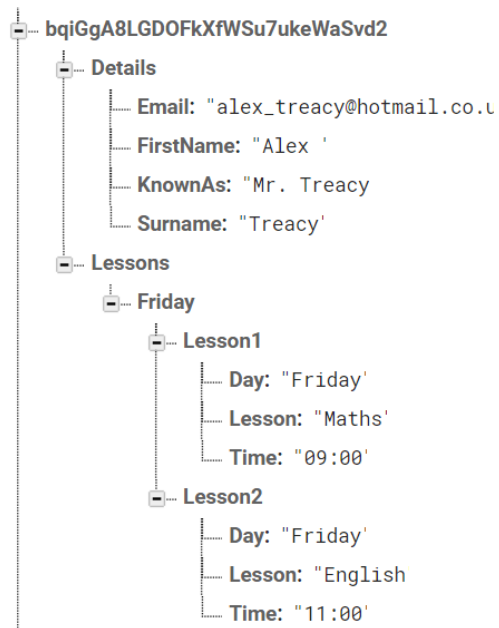 bqiGgA8LGDOFkXfWSu7ukeWaSvd2
Details
Email: "alex_treacy@hotmail.co.u
FirstName: "Alex '
KnownAs: "Mr. Treacy
Surname: "Treacy'
Lessons
Friday
Lesson1
Day: "Friday'
Lesson: "Maths'
Time: "09:00'
Lesson2
Day: "Friday'
Lesson: "English
Time: "11:00'